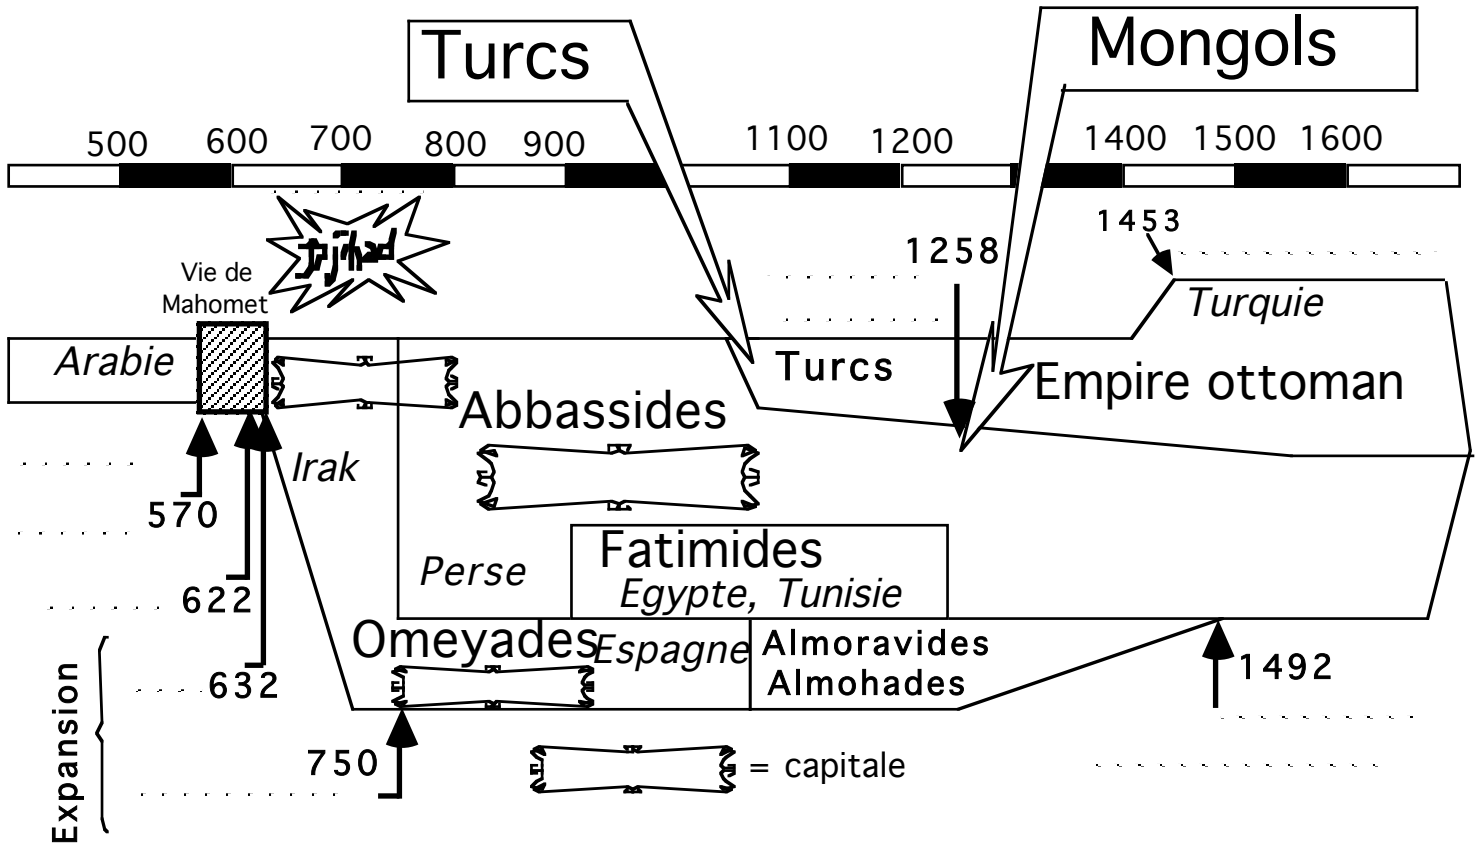 Turcs
Mongols
500 600 700 800 900 1100 1200 1400 1500 1600
djihad
Vie de
Mahomet
1258
1453
Turquie
Arabie
Turcs
Empire ottoman
Abbassides
Irak
570
Fatimides
Perse
Egypte, Tunisie
622
Omeyades
Espagne
Almoravides
Almohades
632
1492
Expansion
750
= capitale